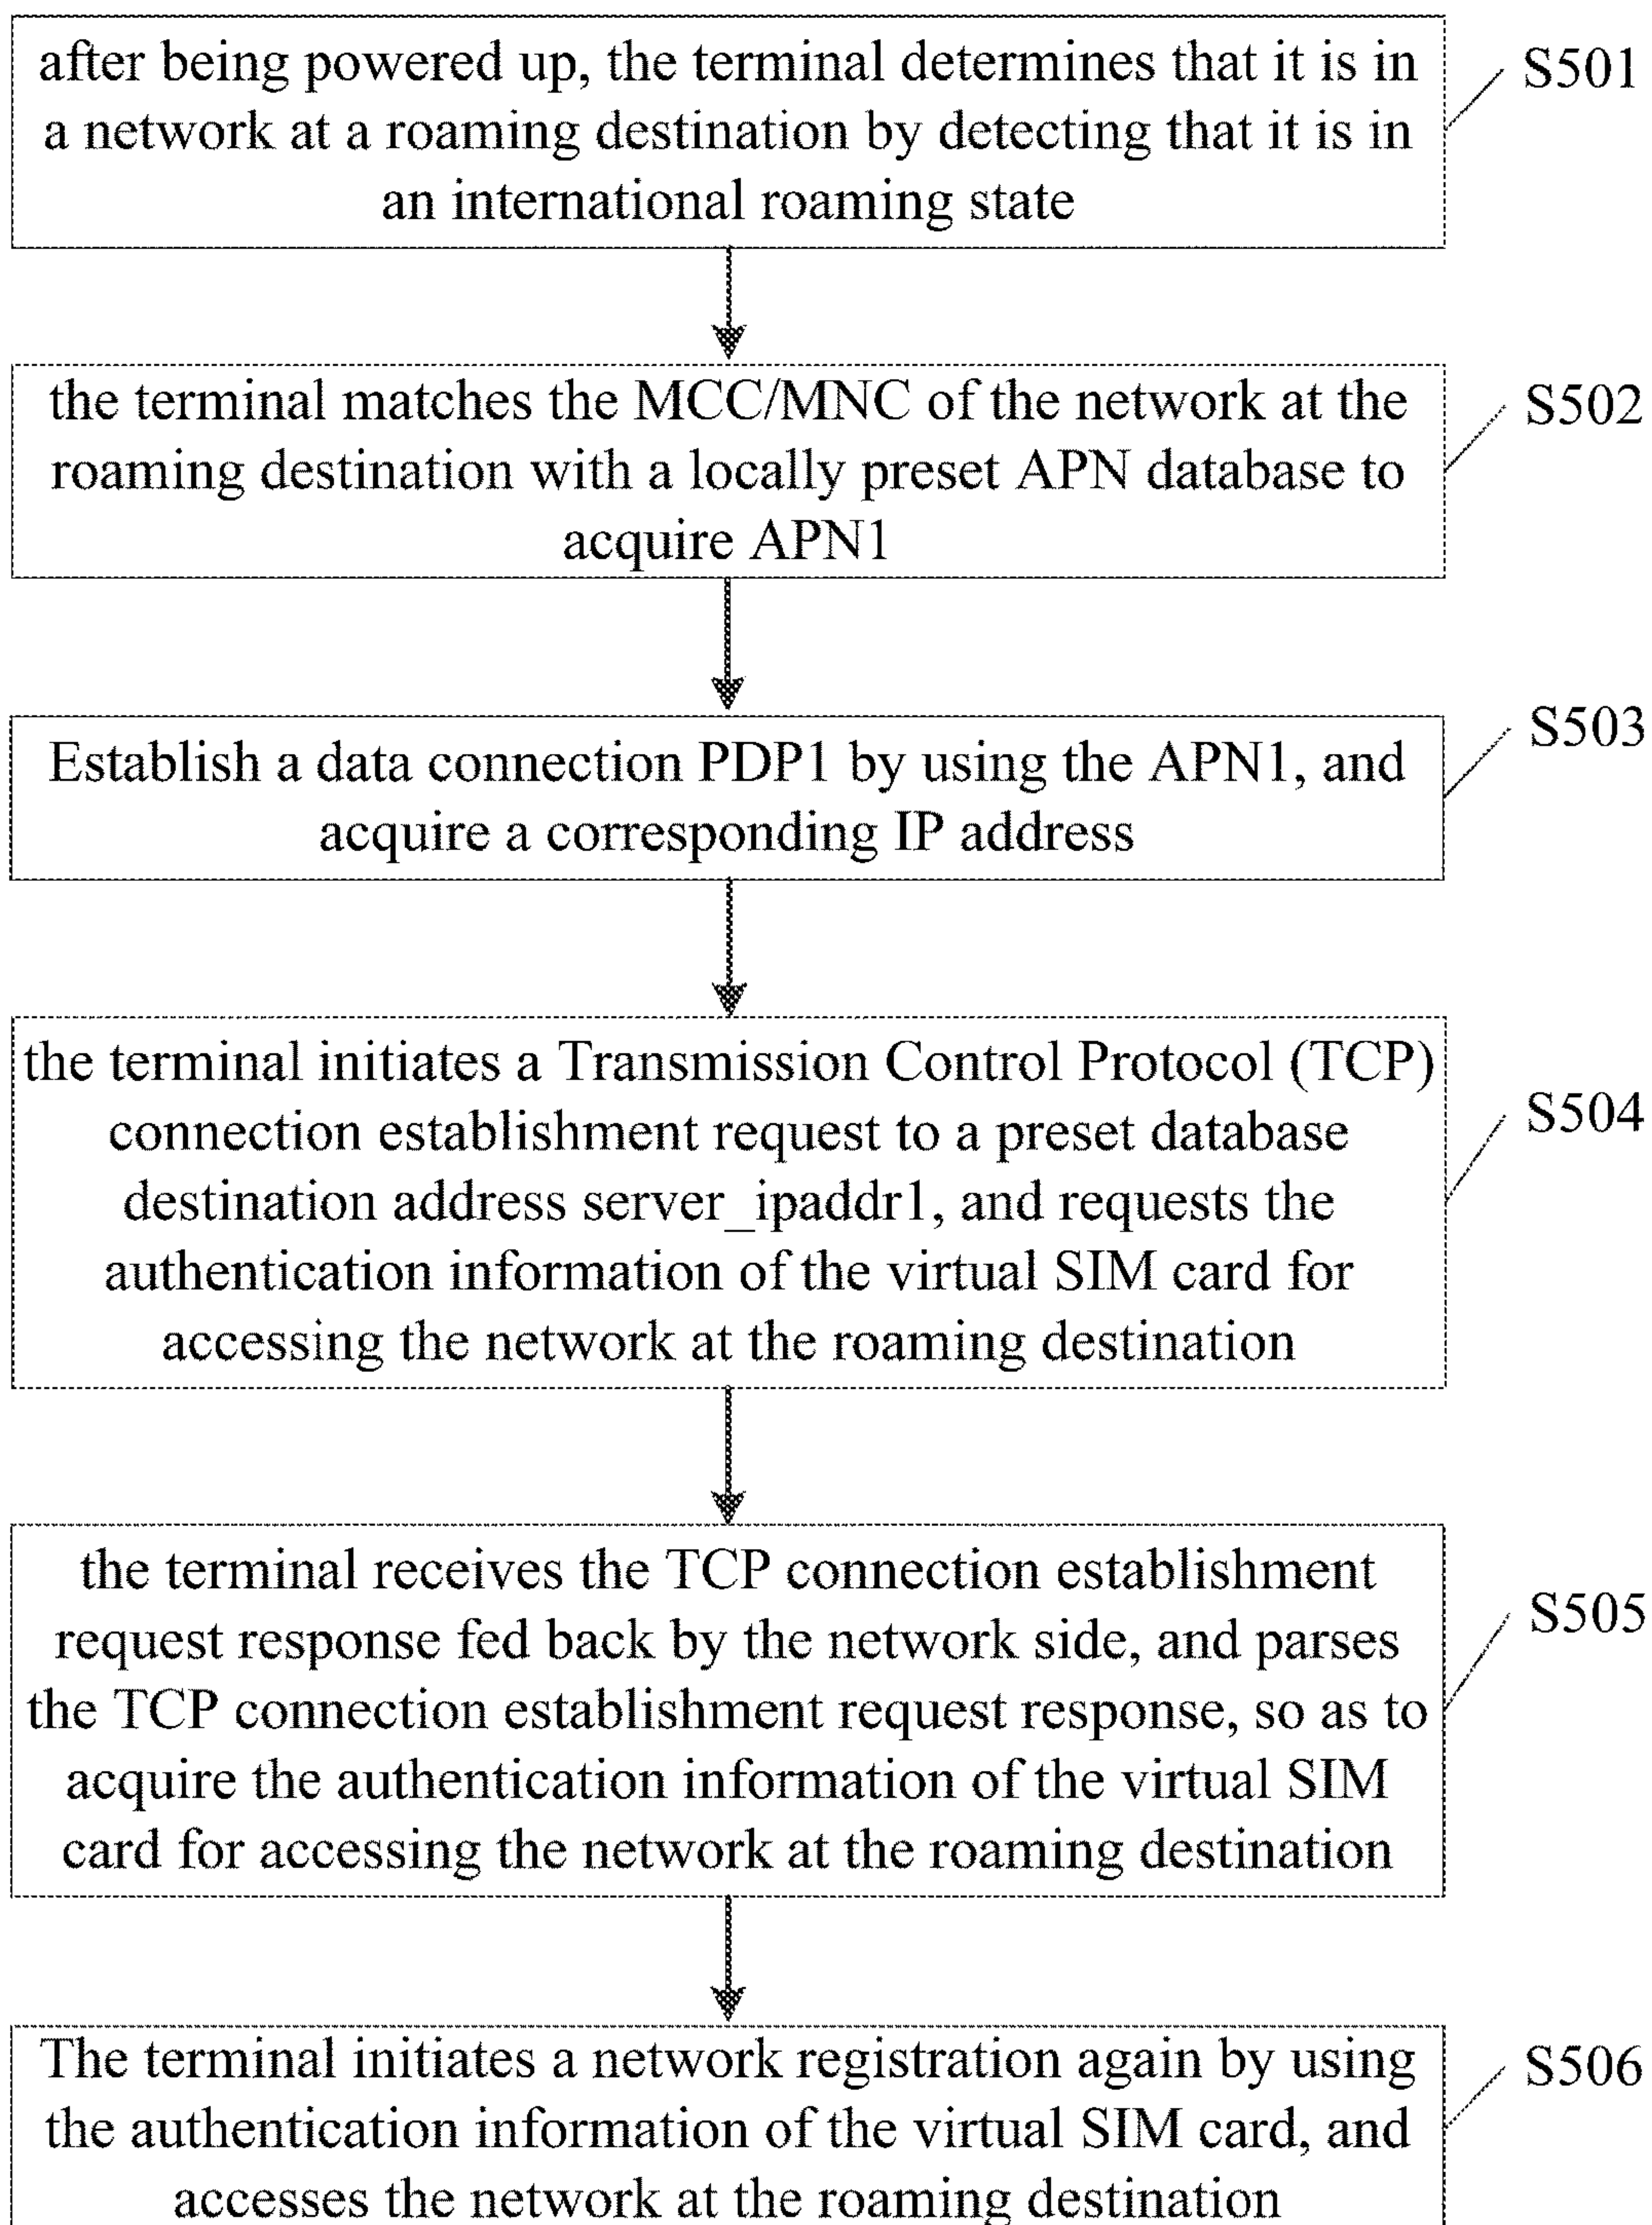 after being powered up, the terminal determines that it is in
a network at a roaming destination by detecting that it is in
an international roaming state
S501
the terminal matches the MCC/MNC of the network at the
roaming destination with a locally preset APN database to
acquire APN1
S502
Establish a data connection PDP1 by using the APN1, and
acquire a corresponding IP address
S503
the terminal initiates a Transmission Control Protocol (TCP)
connection establishment request to a preset database
destination address server_ipaddr1, and requests the
authentication information of the virtual SIM card for
accessing the network at the roaming destination
S504
the terminal receives the TCP connection establishment
request response fed back by the network side, and parses
the TCP connection establishment request response, so as to
acquire the authentication information of the virtual SIM
card for accessing the network at the roaming destination
S505
The terminal initiates a network registration again by using
the authentication information of the virtual SIM card, and
accesses the network at the roaming destination
S506